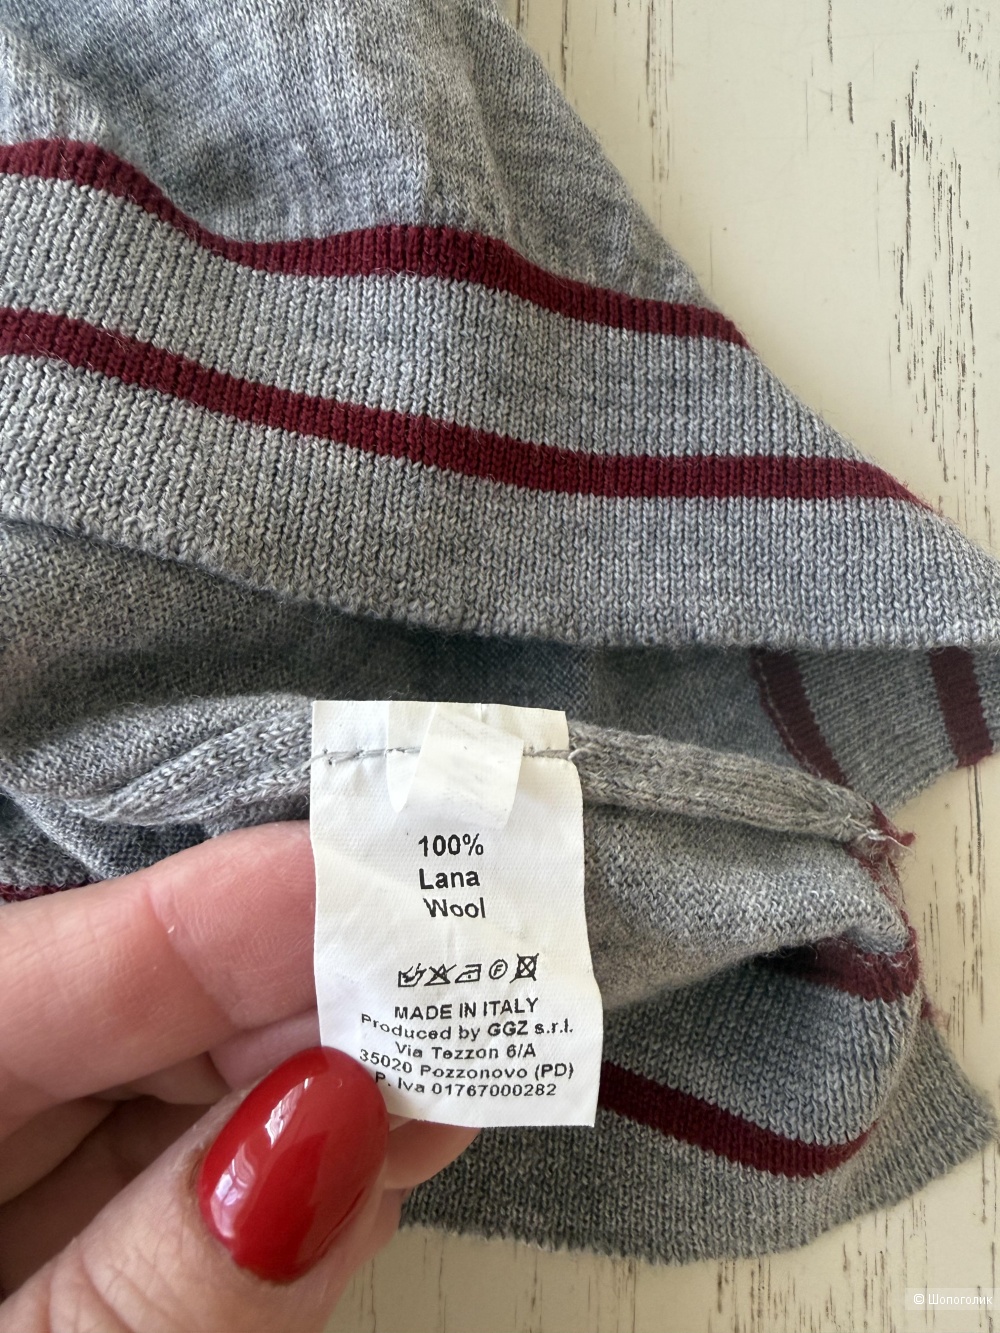 100%
Lana
Wool
MADE IN ITALY
Produced by GGZ s.r.l.
Via Tezzon 6/A
35020 Pozzonovo (PD)
P. Iva 01767000282
© Шопоголик